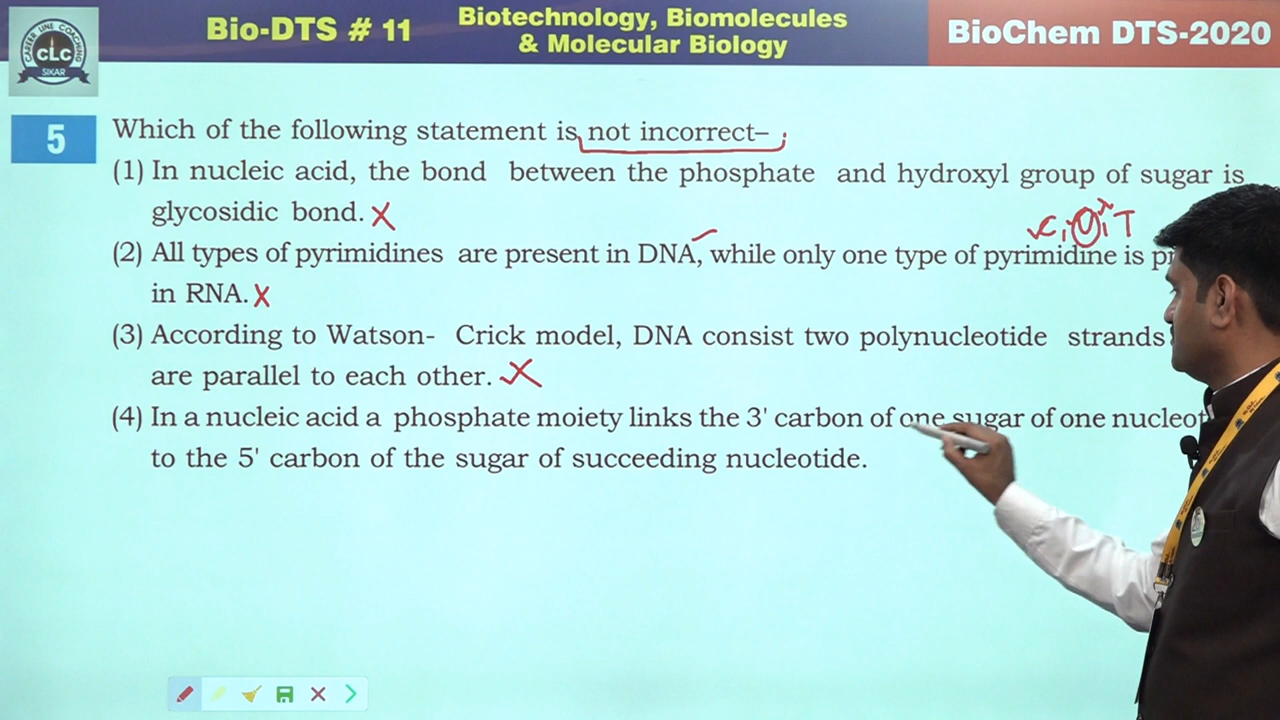 Bio-DTS # 11
Biotechnology, Biomolecules
& Molecular Biology
BioChem DTS-2020
CAREER LINE COACHING
CLC
SIKAR
5
Which of the following statement is not incorrect–
(1) In nucleic acid, the bond between the phosphate and hydroxyl group of sugar is
glycosidic bond. X
C, U, T
(2) All types of pyrimidines are present in DNA, while only one type of pyrimidine is
in RNA. X
(3) According to Watson- Crick model, DNA consist two polynucleotide strands
are parallel to each other. X
(4) In a nucleic acid a phosphate moiety links the 3' carbon of one sugar of one
to the 5' carbon of the sugar of succeeding nucleotide.